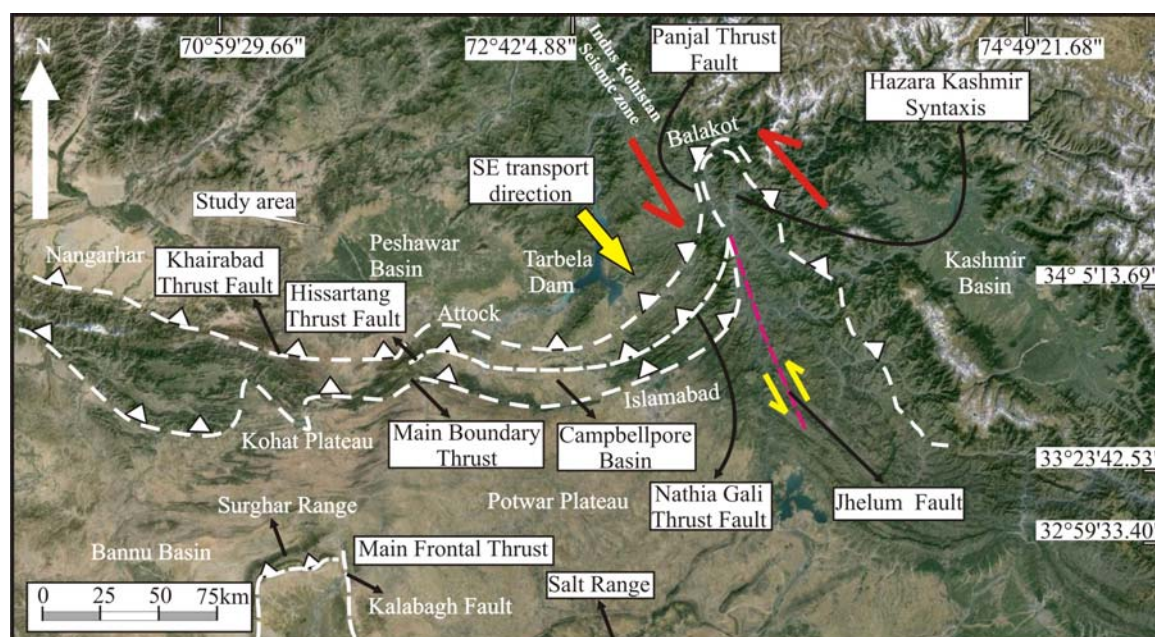 70°59'29.66"
72°42'4.88"
74°49'21.68"
N
Indus Kohistan
Seismic zone
Panjal Thrust
Fault
Hazara Kashmir
Syntaxis
Balakot
SE transport
direction
Study area
Nangarhar
Khairabad
Thrust Fault
Peshawar
Basin
Hissartang
Thrust Fault
Tarbela
Dam
Kashmir
Basin
34° 5'13.69"
Attock
Islamabad
Kohat Plateau
Main Boundary
Thrust
Campbellpore
Basin
33°23'42.53"
Nathia Gali
Thrust Fault
Jhelum Fault
Potwar Plateau
Surghar Range
32°59'33.40"
Bannu Basin
Main Frontal Thrust
Kalabagh Fault
Salt Range
0 25 50 75km